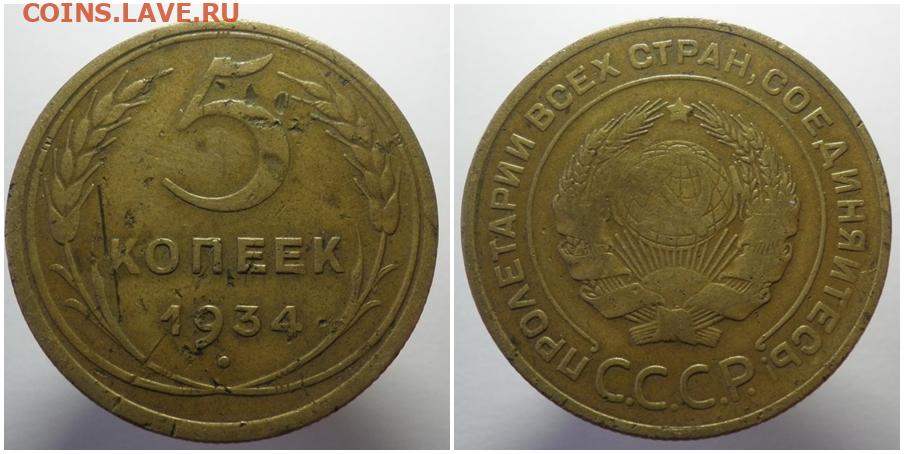 COINS.LAVE.RU
5
КОПЕЕК
1934
ПРОЛЕТАРИИ ВСЕХ СТРАН, СОЕДИНЯЙТЕСЬ!
С.С.С.Р.